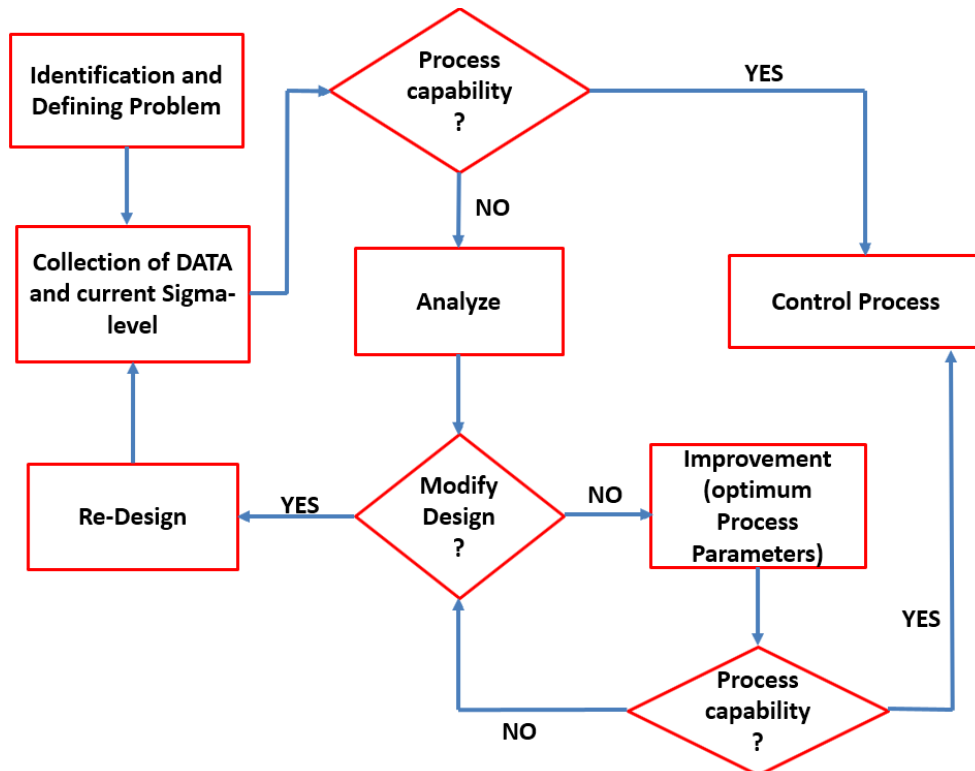 Identification and
Defining Problem
Process
capability
?
YES
NO
Collection of DATA
and current Sigma-
level
Analyze
Control Process
Re-Design
YES
Modify
Design
?
NO
Improvement
(optimum
Process
Parameters)
YES
NO
Process
capability
?